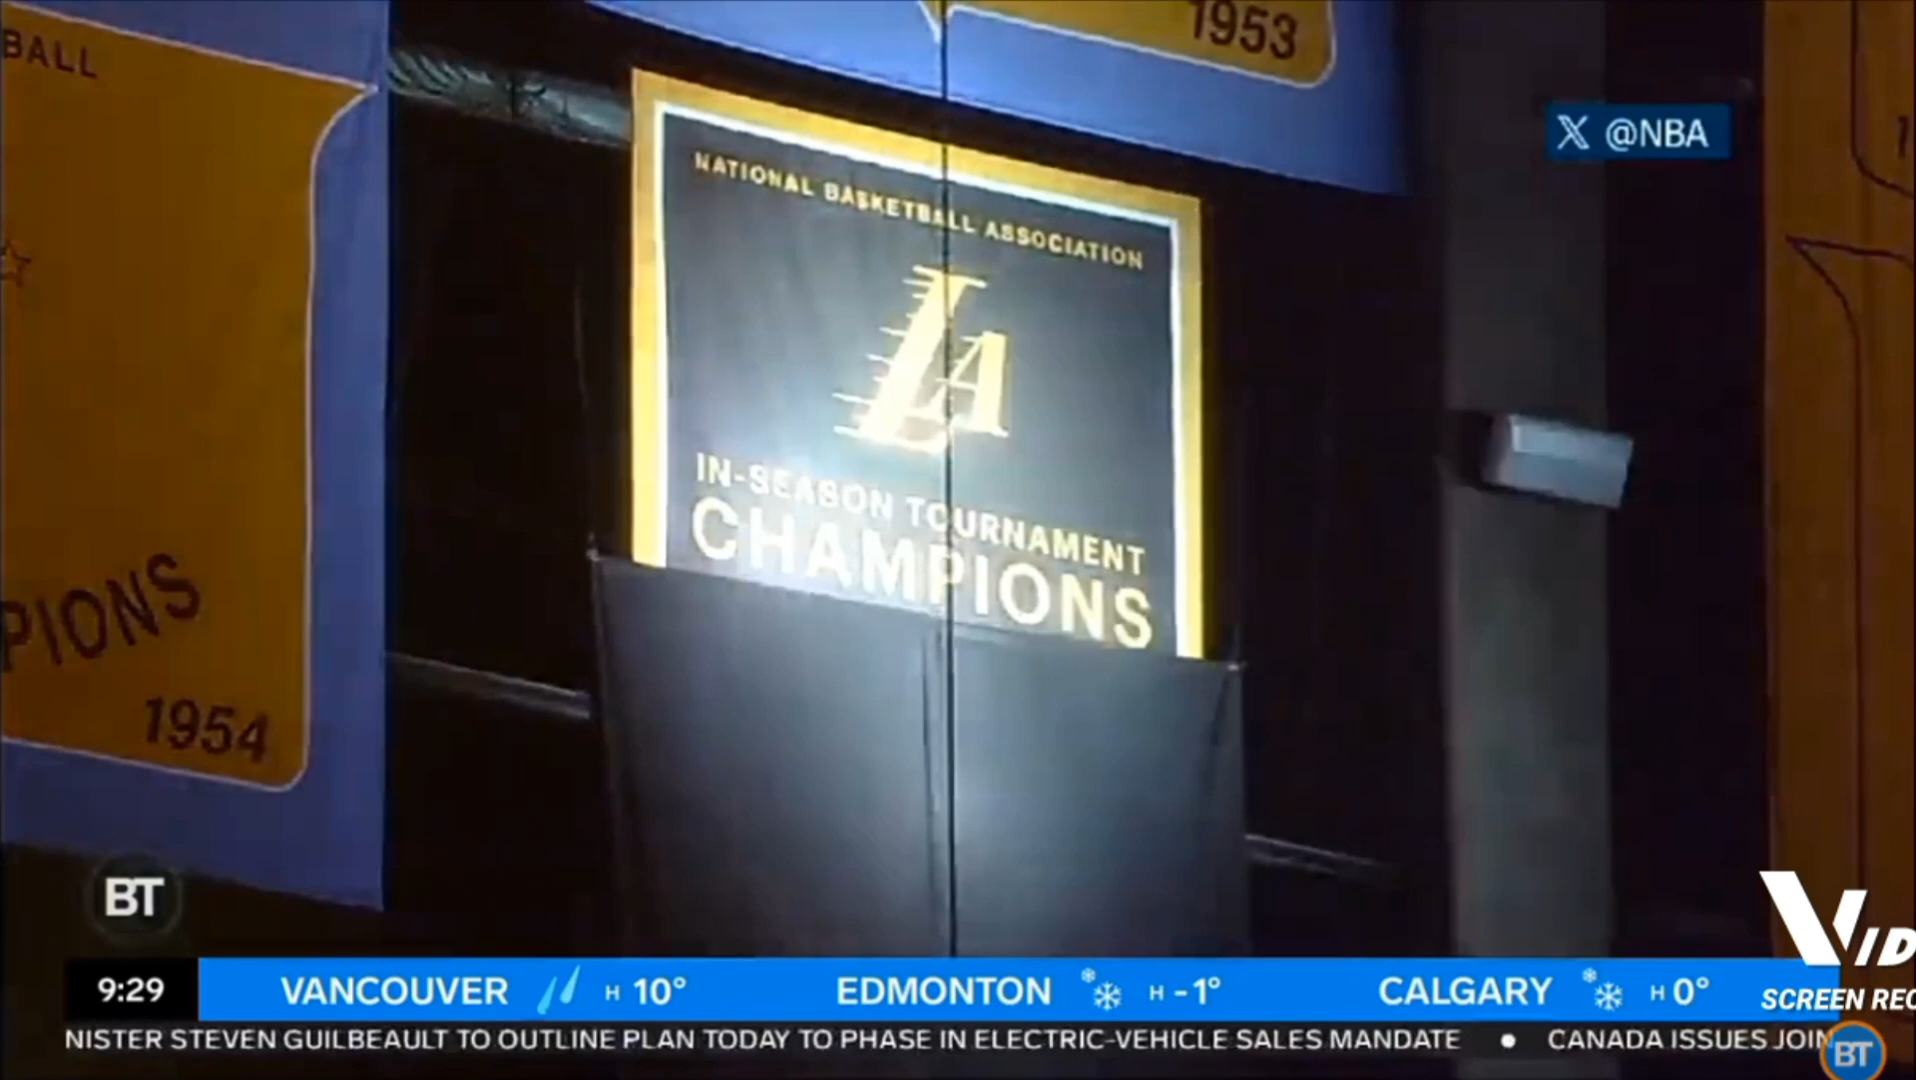 BALL
1953
X @NBA
NATIONAL BASKETBALL ASSOCIATION
LA
IN-SEASON TOURNAMENT
CHAMPIONS
PIONS
1954
BT
9:29 VANCOUVER H 10° EDMONTON H -1° CALGARY H 0°
VID
SCREEN REC
NISTER STEVEN GUILBEAULT TO OUTLINE PLAN TODAY TO PHASE IN ELECTRIC-VEHICLE SALES MANDATE • CANADA ISSUES JOIN
BT